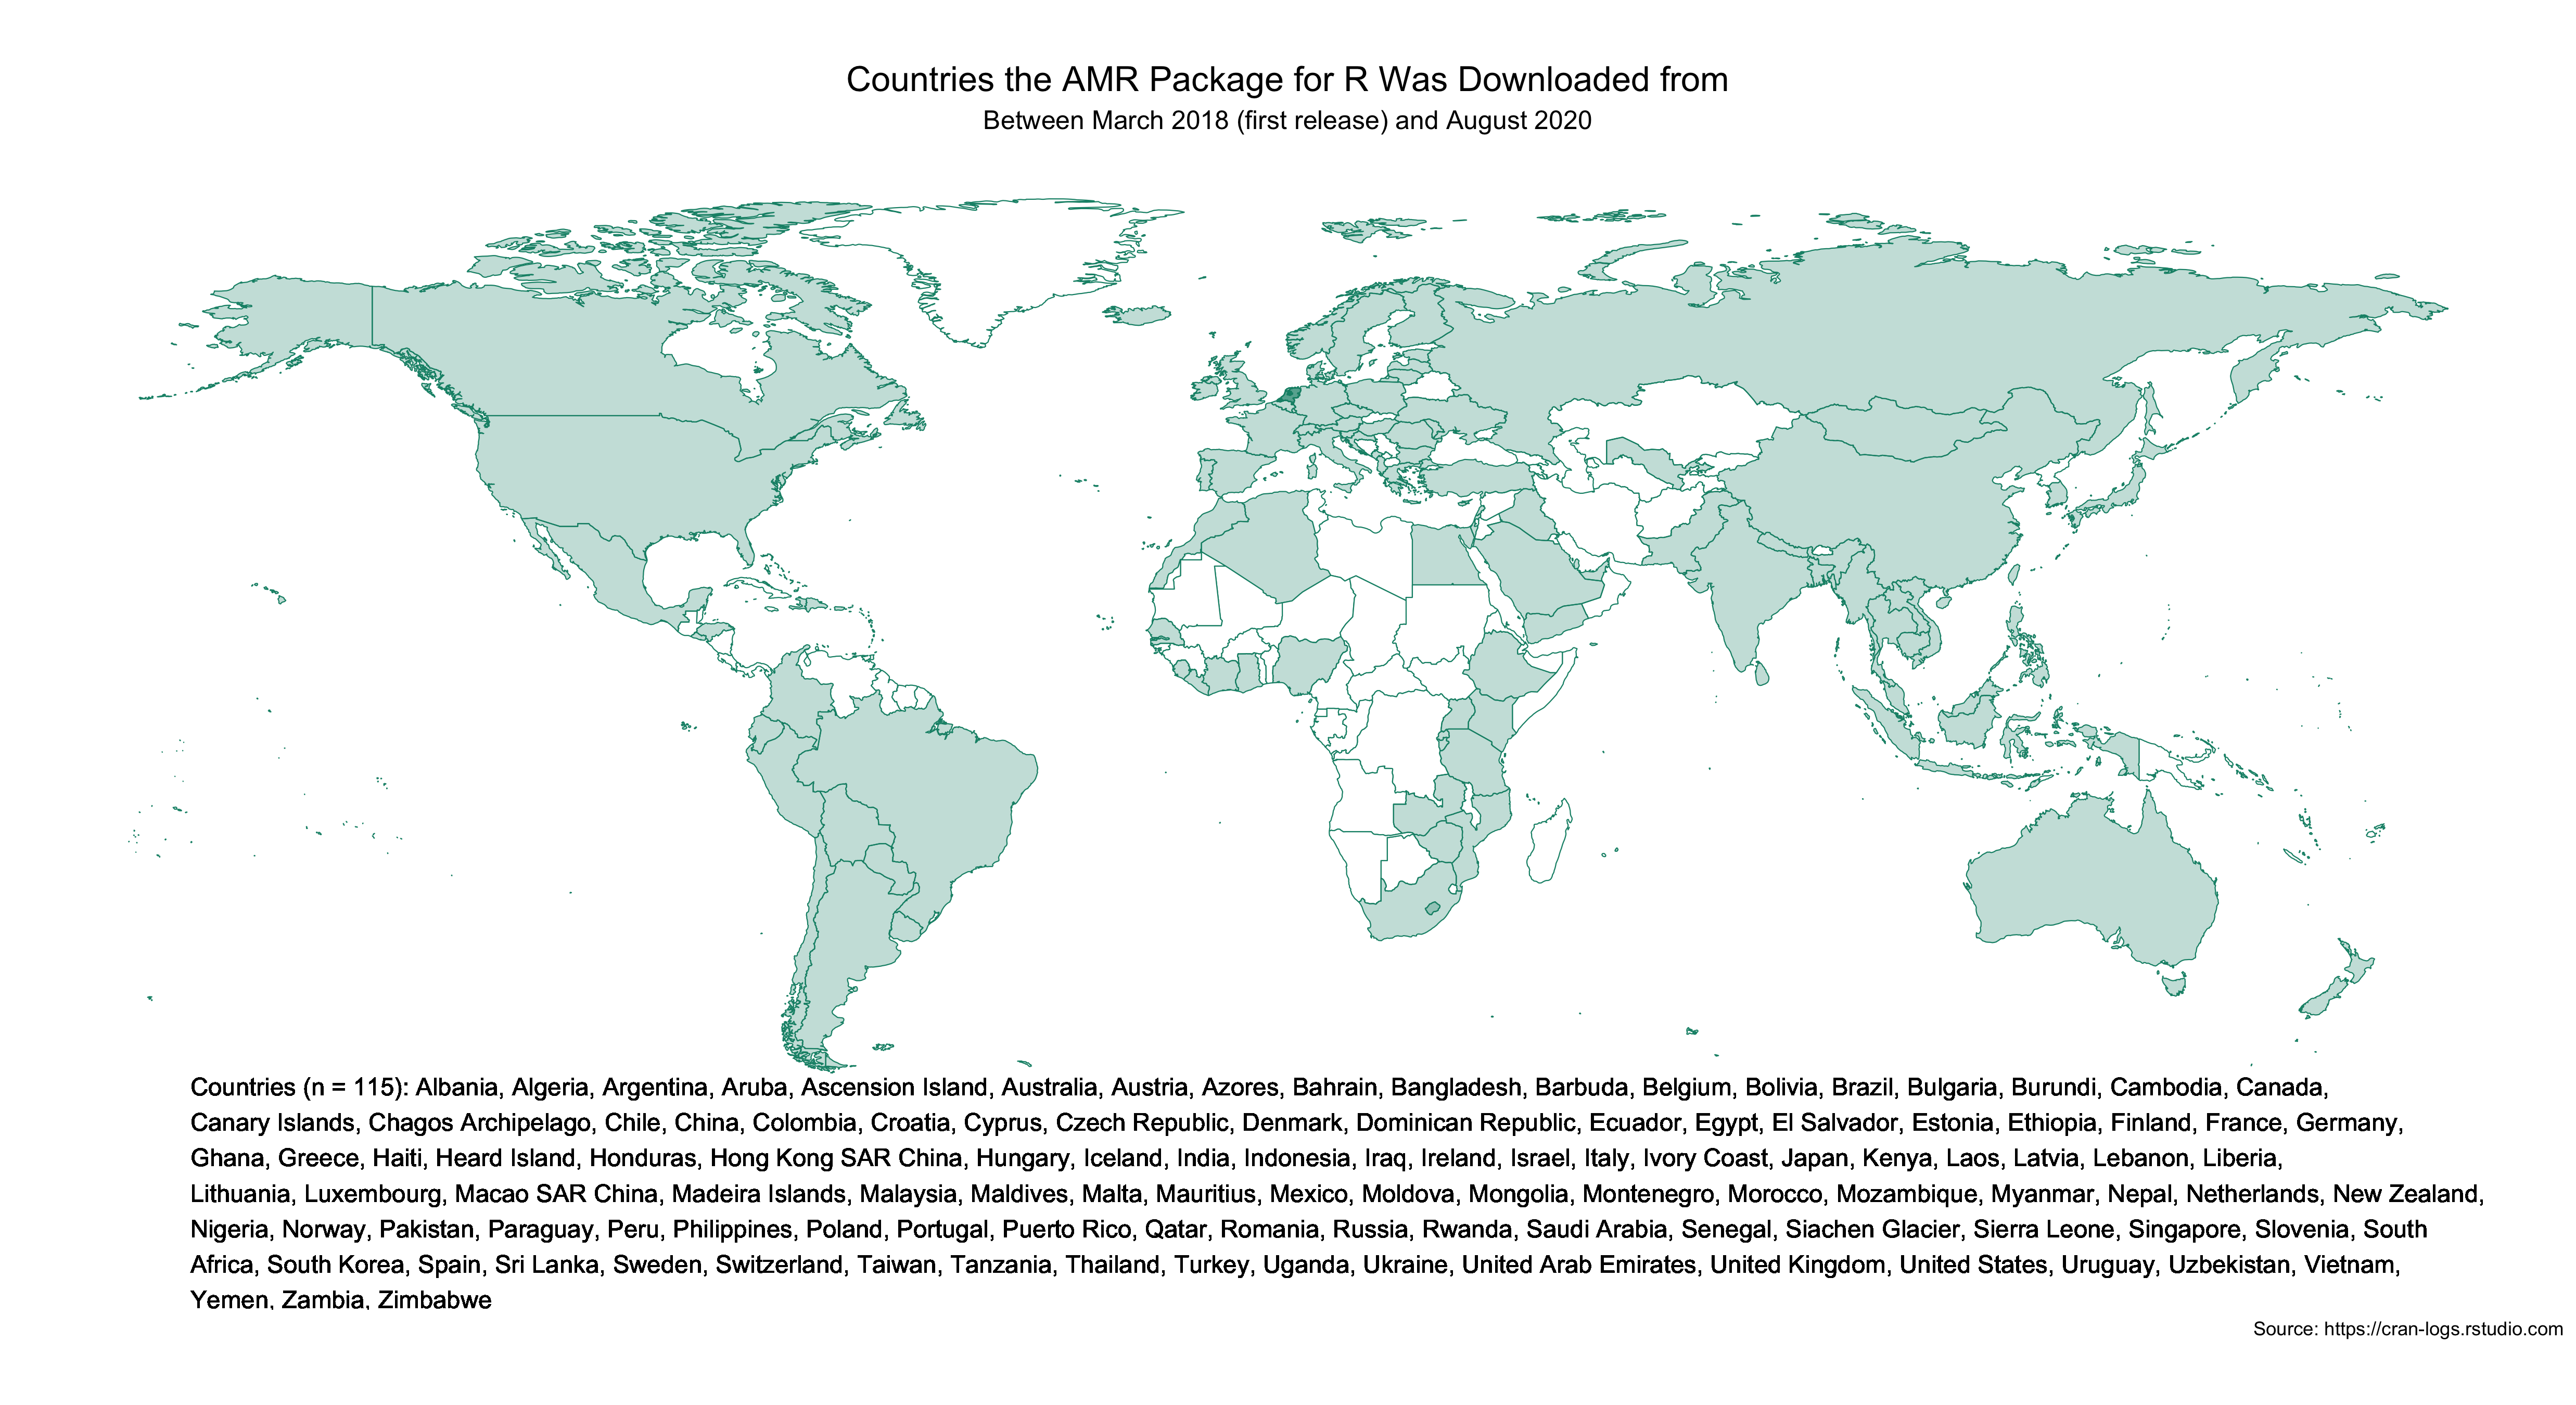 Countries the AMR Package for R Was Downloaded from
Between March 2018 (first release) and August 2020
Countries (n = 115): Albania, Algeria, Argentina, Aruba, Ascension Island, Australia, Austria, Azores, Bahrain, Bangladesh, Barbuda, Belgium, Bolivia, Brazil, Bulgaria, Burundi, Cambodia, Canada,
Canary Islands, Chagos Archipelago, Chile, China, Colombia, Croatia, Cyprus, Czech Republic, Denmark, Dominican Republic, Ecuador, Egypt, El Salvador, Estonia, Ethiopia, Finland, France, Germany,
Ghana, Greece, Haiti, Heard Island, Honduras, Hong Kong SAR China, Hungary, Iceland, India, Indonesia, Iraq, Ireland, Israel, Italy, Ivory Coast, Japan, Kenya, Laos, Latvia, Lebanon, Liberia,
Lithuania, Luxembourg, Macao SAR China, Madeira Islands, Malaysia, Maldives, Malta, Mauritius, Mexico, Moldova, Mongolia, Montenegro, Morocco, Mozambique, Myanmar, Nepal, Netherlands, New Zealand,
Nigeria, Norway, Pakistan, Paraguay, Peru, Philippines, Poland, Portugal, Puerto Rico, Qatar, Romania, Russia, Rwanda, Saudi Arabia, Senegal, Siachen Glacier, Sierra Leone, Singapore, Slovenia, South
Africa, South Korea, Spain, Sri Lanka, Sweden, Switzerland, Taiwan, Tanzania, Thailand, Turkey, Uganda, Ukraine, United Arab Emirates, United Kingdom, United States, Uruguay, Uzbekistan, Vietnam,
Yemen, Zambia, Zimbabwe
Source: https://cran-logs.rstudio.com